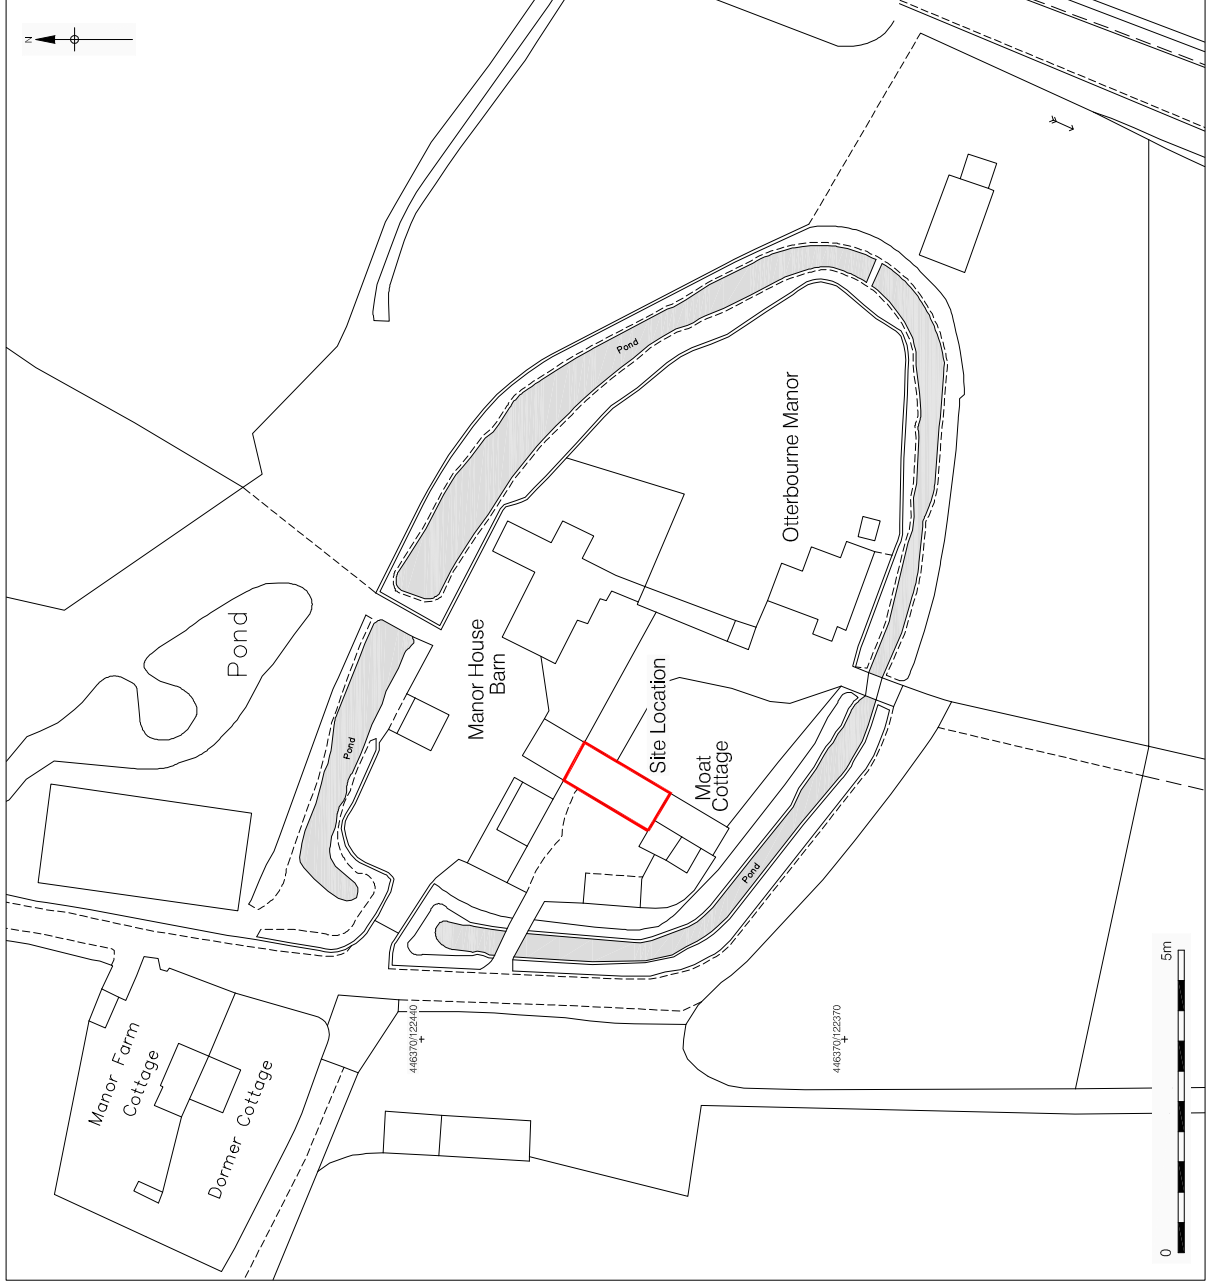 N
Pond
Pond
Otterbourne Manor
Pond
Manor House
Barn
Site Location
Moat
Cottage
Pond
Pond
Manor Farm
Cottage
Dormer Cottage
446370/122440
446370/122370
0
5m